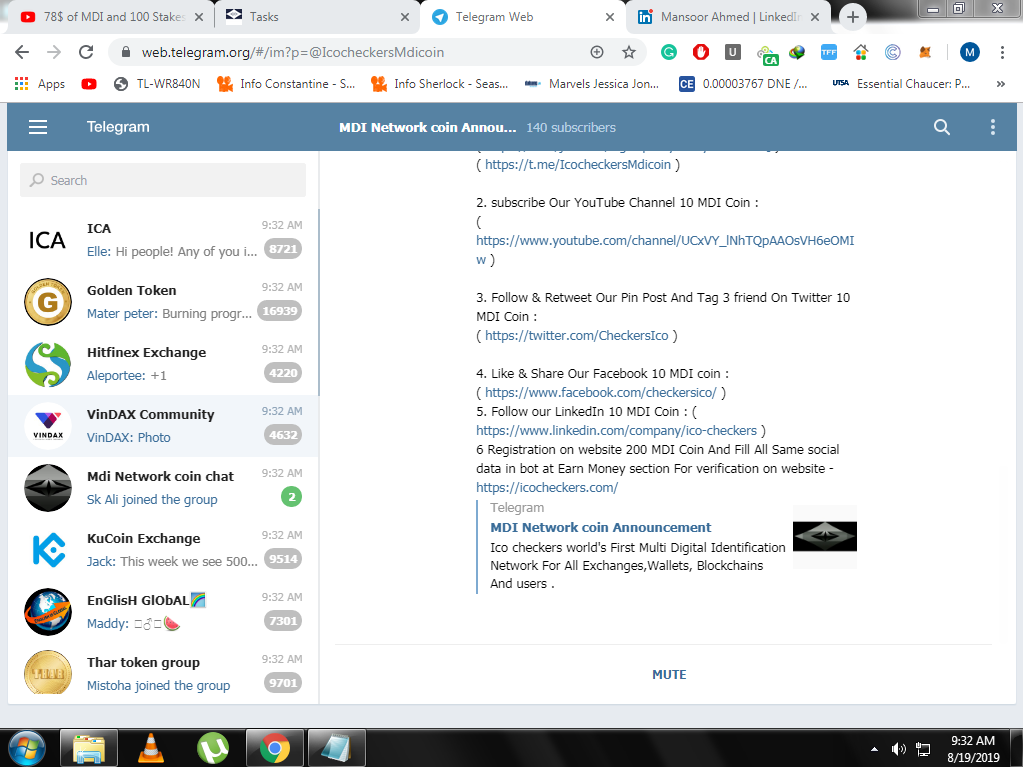 78$ of MDI and 100 Stakes
Tasks
Telegram Web
Mansoor Ahmed | LinkedIn
web.telegram.org/#/im?p=@IcocheckersMdicoin
U
CA
TFF
M
Apps
TL-WR840N
Info Constantine - S...
Info Sherlock - Seas...
Marvels Jessica Jon...
CE
0.00003767 DNE /...
UTSA
Essential Chaucer: P...
Telegram
MDI Network coin Annou...
140 subscribers
Search
ICA
ICA
9:32 AM
Elle: Hi people! Any of you i...
8721
G
Golden Token
9:32 AM
Mater peter: Burning progr...
16939
Hitfinex Exchange
9:32 AM
Aleportee: +1
4220
VINDAX
VinDAX Community
9:32 AM
VinDAX: Photo
4632
Mdi Network coin chat
9:32 AM
Sk Ali joined the group
2
KuCoin Exchange
9:32 AM
Jack: This week we see 500...
9514
EnGlisH GlObAL🌈
9:32 AM
Maddy: 
7301
THAR
Thar token group
9:32 AM
Mistoha joined the group
9701
( https://t.me/IcocheckersMdicoin )
2. subscribe Our YouTube Channel 10 MDI Coin :
(
https://www.youtube.com/channel/UCxVY_lNhTQpAAOsVH6eOMI
w )
3. Follow & Retweet Our Pin Post And Tag 3 friend On Twitter 10
MDI Coin :
( https://twitter.com/CheckersIco )
4. Like & Share Our Facebook 10 MDI coin :
( https://www.facebook.com/checkersico/ )
5. Follow our LinkedIn 10 MDI Coin : (
https://www.linkedin.com/company/ico-checkers )
6 Registration on website 200 MDI Coin And Fill All Same social
data in bot at Earn Money section For verification on website -
https://icocheckers.com/
Telegram
MDI Network coin Announcement
Ico checkers world's First Multi Digital Identification
Network For All Exchanges,Wallets, Blockchains
And users .
MUTE
9:32 AM
8/19/2019